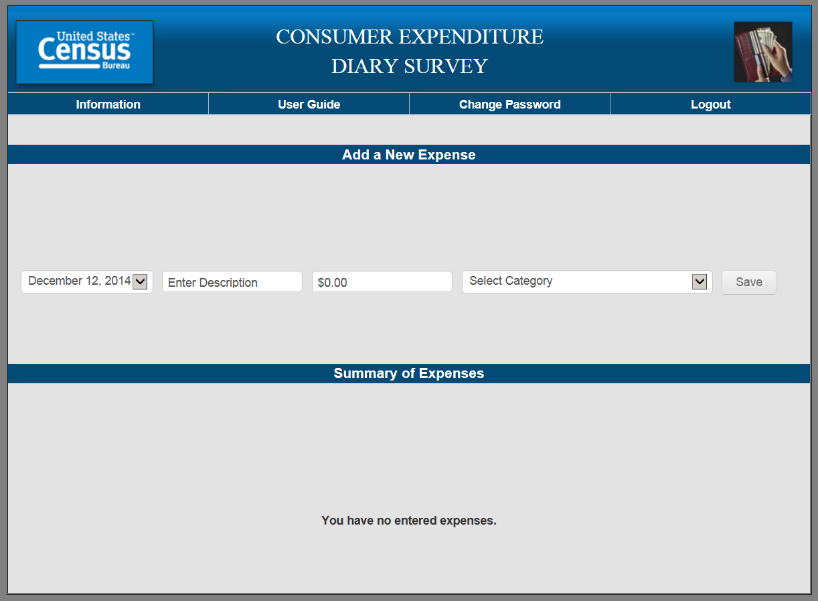 United States™
Census
Bureau
CONSUMER EXPENDITURE
DIARY SURVEY
Information User Guide Change Password Logout
Add a New Expense
December 12, 2014 Enter Description $0.00 Select Category Save
Summary of Expenses
You have no entered expenses.